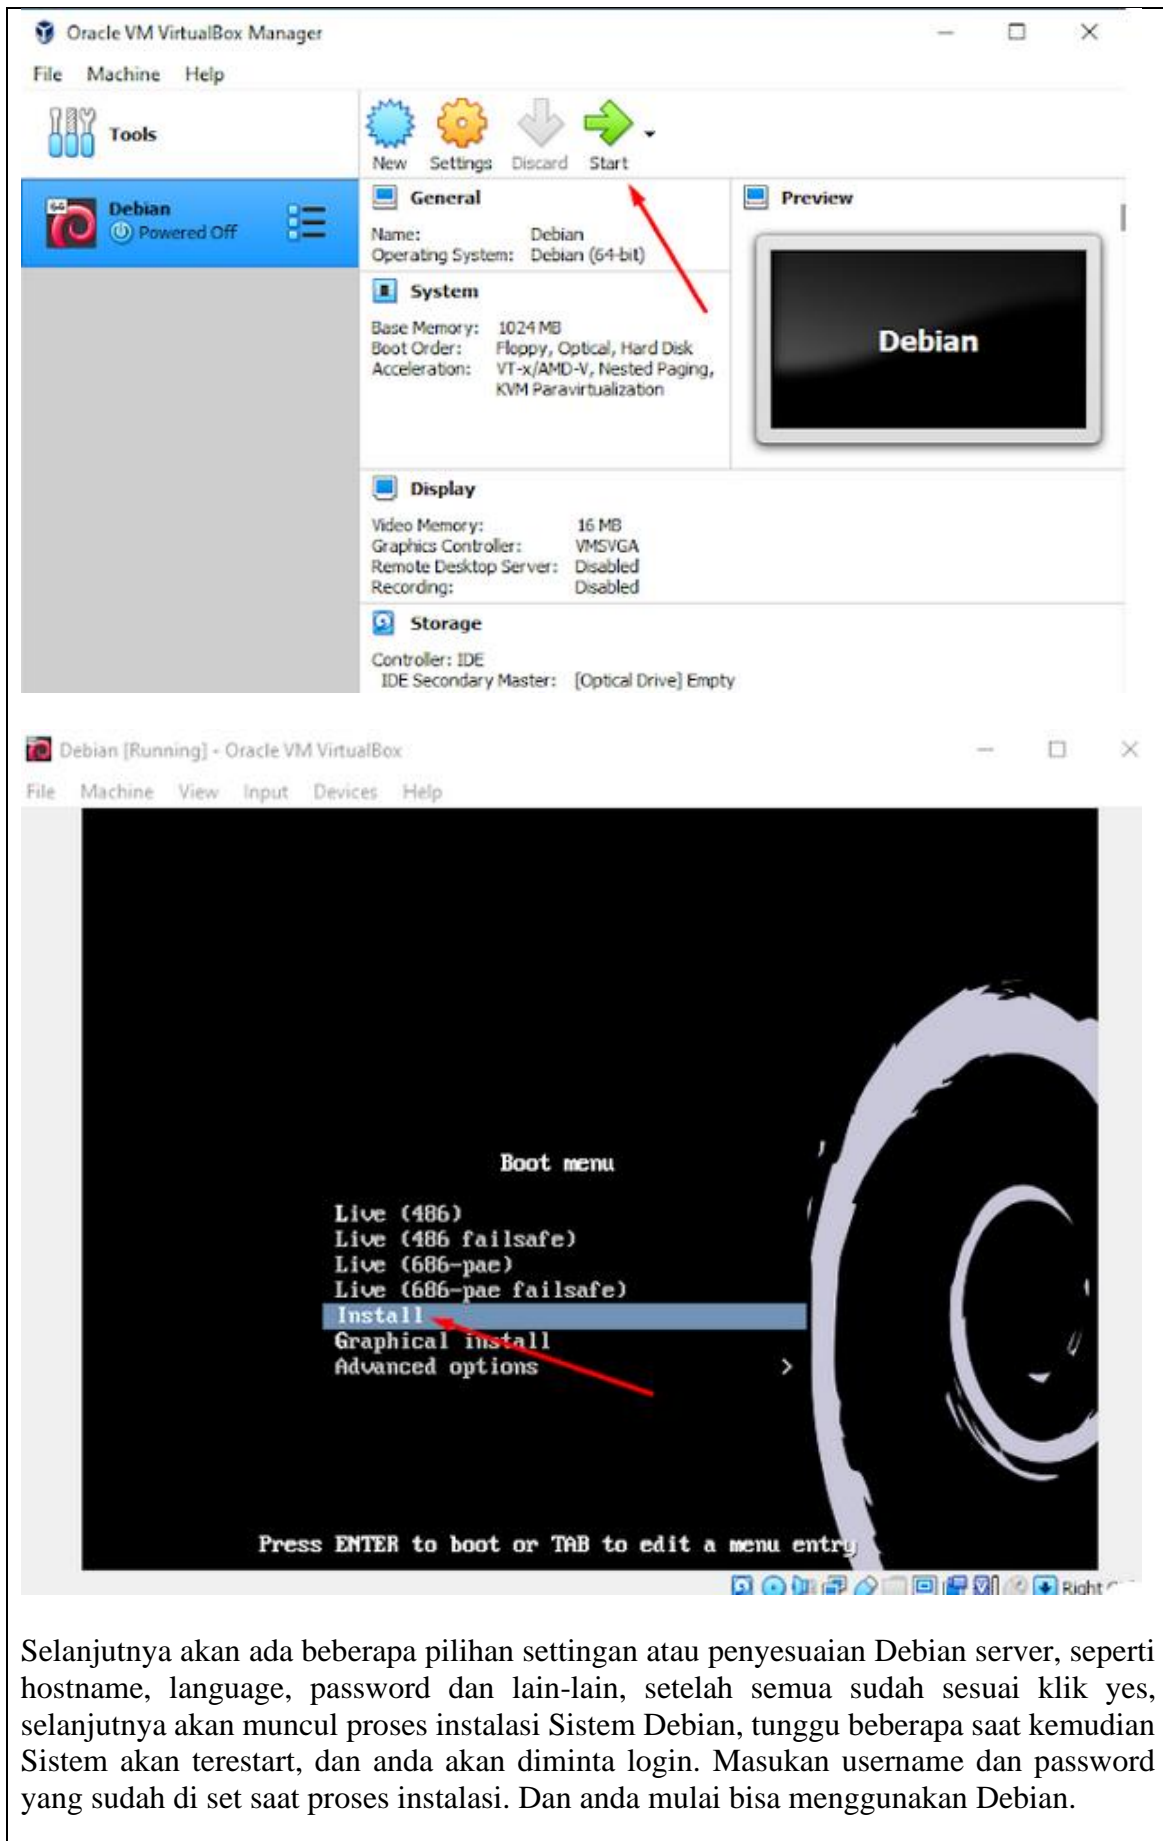 Oracle VM VirtualBox Manager
File Machine Help
Tools
New Settings Discard Start
Debian
Powered Off
General
Name: Debian
Operating System: Debian (64-bit)
System
Base Memory: 1024 MB
Boot Order: Floppy, Optical, Hard Disk
Acceleration: VT-x/AMD-V, Nested Paging,
KVM Paravirtualization
Preview
Debian
Display
Video Memory: 16 MB
Graphics Controller: VMSVGA
Remote Desktop Server: Disabled
Recording: Disabled
Storage
Controller: IDE
IDE Secondary Master: [Optical Drive] Empty
Debian [Running] - Oracle VM VirtualBox
File Machine View Input Devices Help
Boot menu
Live (486)
Live (486 failsafe)
Live (686-pae)
Live (686-pae failsafe)
Install
Graphical install
Advanced options >
Press ENTER to boot or TAB to edit a menu entry
Right
Selanjutnya akan ada beberapa pilihan settingan atau penyesuaian Debian server, seperti
hostname, language, password dan lain-lain, setelah semua sudah sesuai klik yes,
selanjutnya akan muncul proses instalasi Sistem Debian, tunggu beberapa saat kemudian
Sistem akan terestart, dan anda akan diminta login. Masukan username dan password
yang sudah di set saat proses instalasi. Dan anda mulai bisa menggunakan Debian.